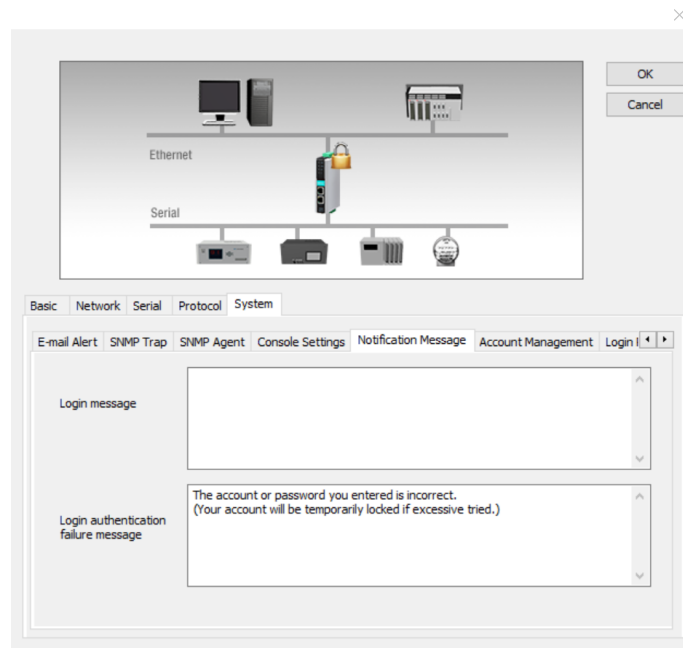 OK
Cancel
Ethernet
Serial
Basic Network Serial Protocol System
E-mail Alert SNMP Trap SNMP Agent Console Settings Notification Message Account Management Login
Login message
The account or password you entered is incorrect.
(Your account will be temporarily locked if excessive tried.)
Login authentication
failure message